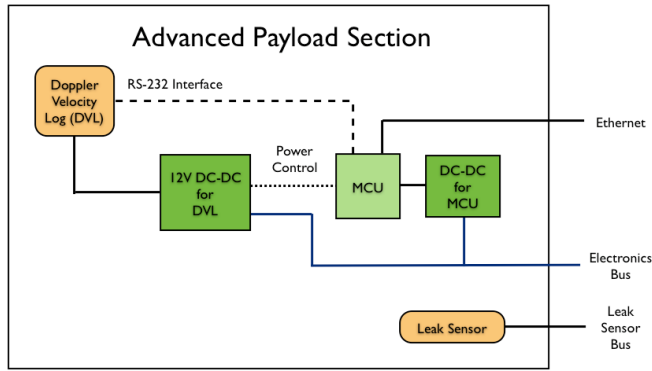 Advanced Payload Section
Doppler
Velocity
Log (DVL)
RS-232 Interface
Ethernet
Power
Control
12V DC-DC
for
DVL
MCU
DC-DC
for
MCU
Electronics
Bus
Leak Sensor
Leak
Sensor
Bus